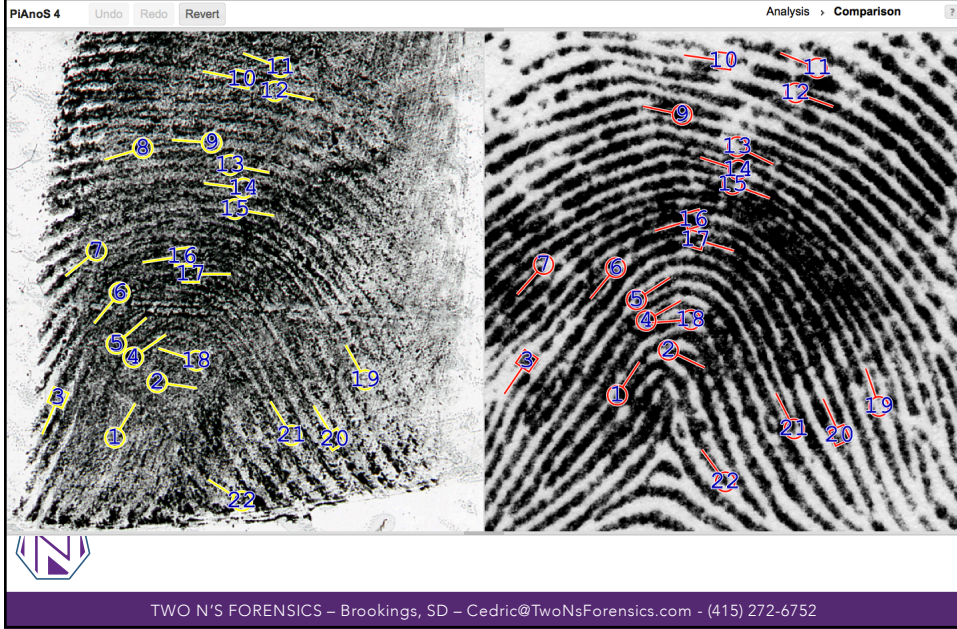 PiAnoS 4 Undo Redo Revert Analysis › Comparison ?
11 10 12 8 9 13 14 15 7 16 17 6 5 4 18 2 3 19 1 21 20 22
10 11 12 9 13 14 15 16 17 7 6 5 4 18 2 3 1 19 21 20 22
N
TWO N'S FORENSICS – Brookings, SD – Cedric@TwoNsForensics.com - (415) 272-6752